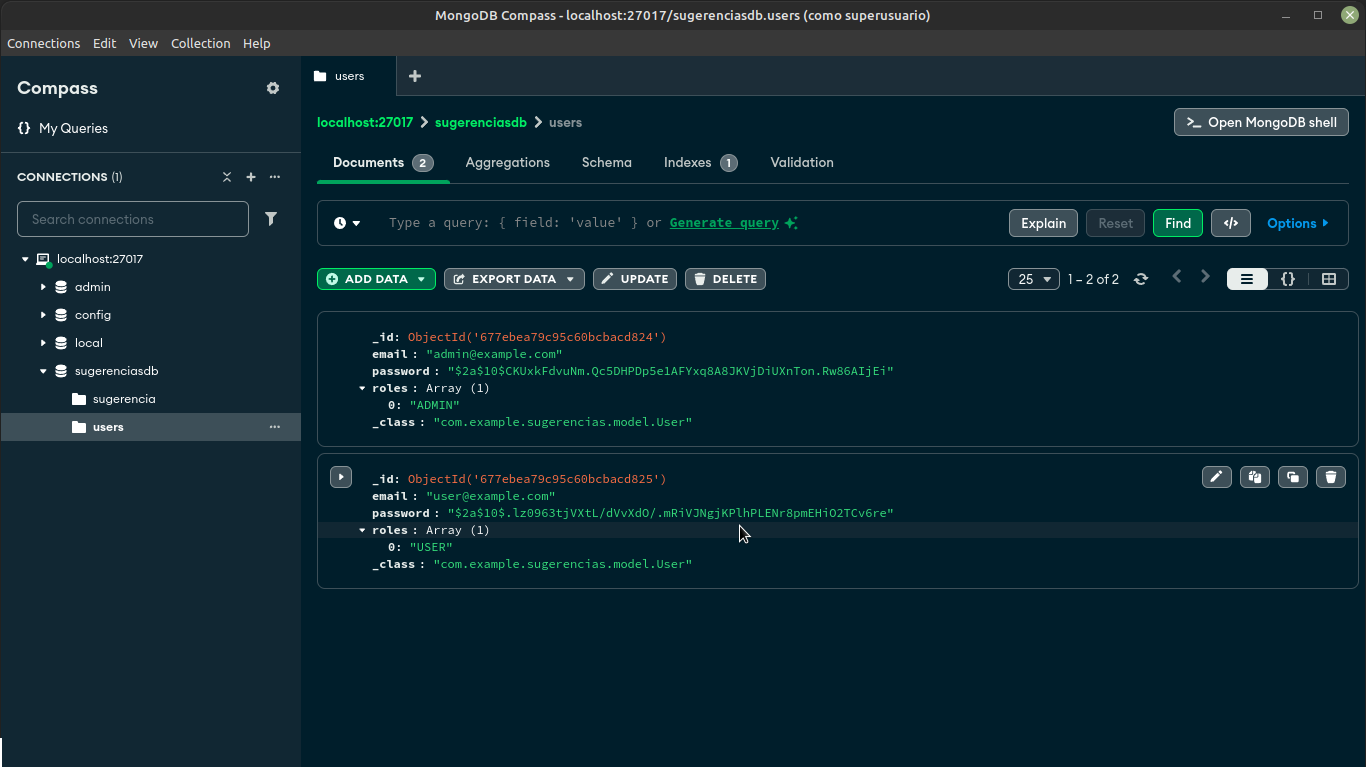 MongoDB Compass - localhost:27017/sugerenciasdb.users (como superusuario)
Connections Edit View Collection Help
Compass
{} My Queries
CONNECTIONS (1)
Search connections
localhost:27017
admin
config
local
sugerenciasdb
sugerencia
users
users
localhost:27017 > sugerenciasdb > users
>_ Open MongoDB shell
Documents 2 Aggregations Schema Indexes 1 Validation
Type a query: { field: 'value' } or Generate query
Explain Reset Find </> Options
ADD DATA EXPORT DATA UPDATE DELETE
25 1 – 2 of 2 {}
_id: ObjectId('677ebea79c95c60bcbacd824')
email : "admin@example.com"
password : "$2a$10$CKUxkFdvuNm.Qc5DHPDp5e1AFYxq8A8JKVjDiUXnTon.Rw86AIjEi"
roles : Array (1)
0: "ADMIN"
_class : "com.example.sugerencias.model.User"
_id: ObjectId('677ebea79c95c60bcbacd825')
email : "user@example.com"
password : "$2a$10$.lz0963tjVXtL/dVvXdO/.mRiVJNgjKPlhPLENr8pmEHiO2TCv6re"
roles : Array (1)
0: "USER"
_class : "com.example.sugerencias.model.User"